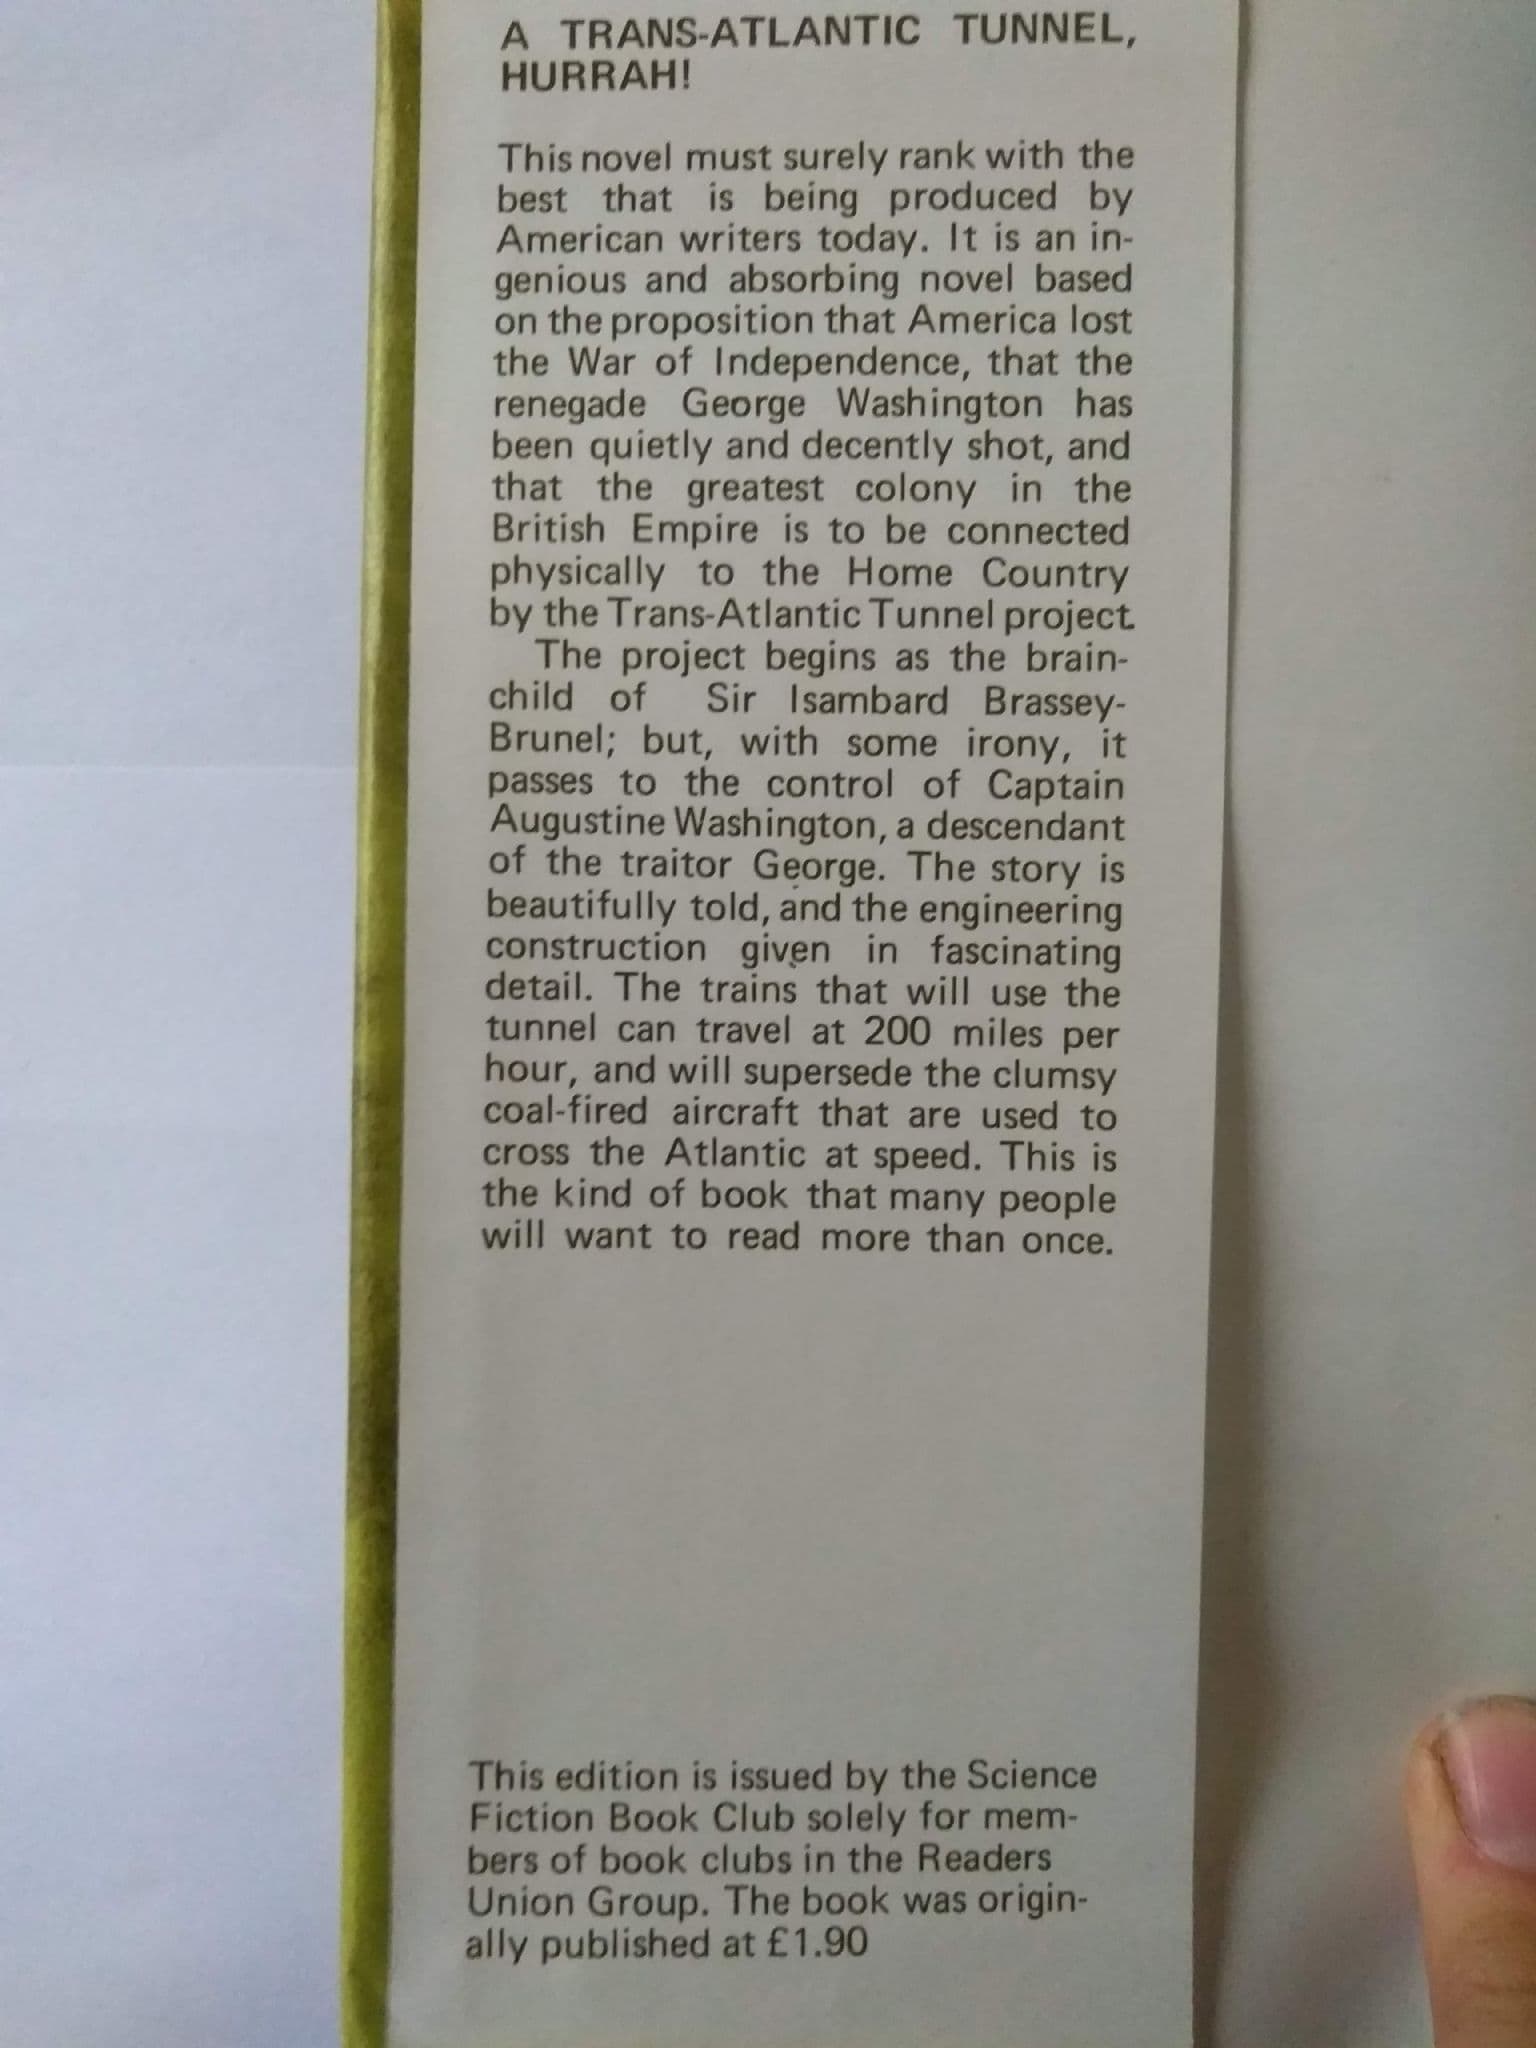 A TRANS-ATLANTIC TUNNEL,
HURRAH!
This novel must surely rank with the
best that is being produced by
American writers today. It is an in-
genious and absorbing novel based
on the proposition that America lost
the War of Independence, that the
renegade George Washington has
been quietly and decently shot, and
that the greatest colony in the
British Empire is to be connected
physically to the Home Country
by the Trans-Atlantic Tunnel project.
The project begins as the brain-
child of Sir Isambard Brassey-
Brunel; but, with some irony, it
passes to the control of Captain
Augustine Washington, a descendant
of the traitor George. The story is
beautifully told, and the engineering
construction given in fascinating
detail. The trains that will use the
tunnel can travel at 200 miles per
hour, and will supersede the clumsy
coal-fired aircraft that are used to
cross the Atlantic at speed. This is
the kind of book that many people
will want to read more than once.
This edition is issued by the Science
Fiction Book Club solely for mem-
bers of book clubs in the Readers
Union Group. The book was origin-
ally published at £1.90